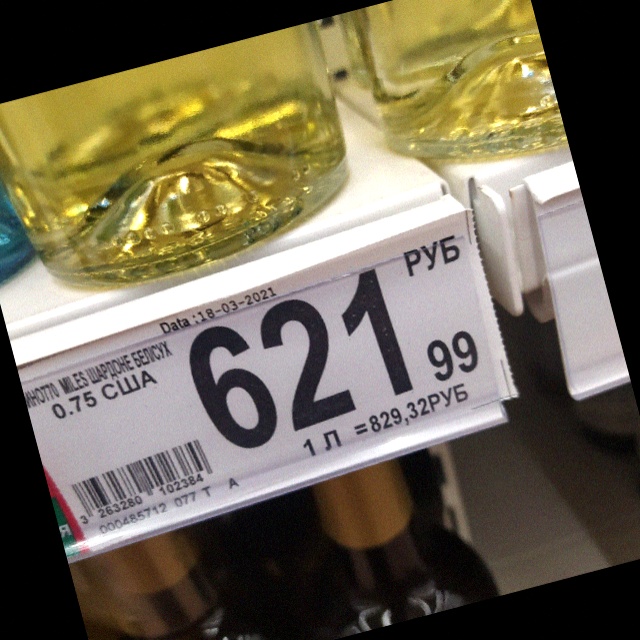 Data :18-03-2021
MILES ШАРДОНЕ БЕЛ СУХ
0.75 США
621 99
РУБ
1 Л =829,32РУБ
3 263280 102384
000485712 077 T A